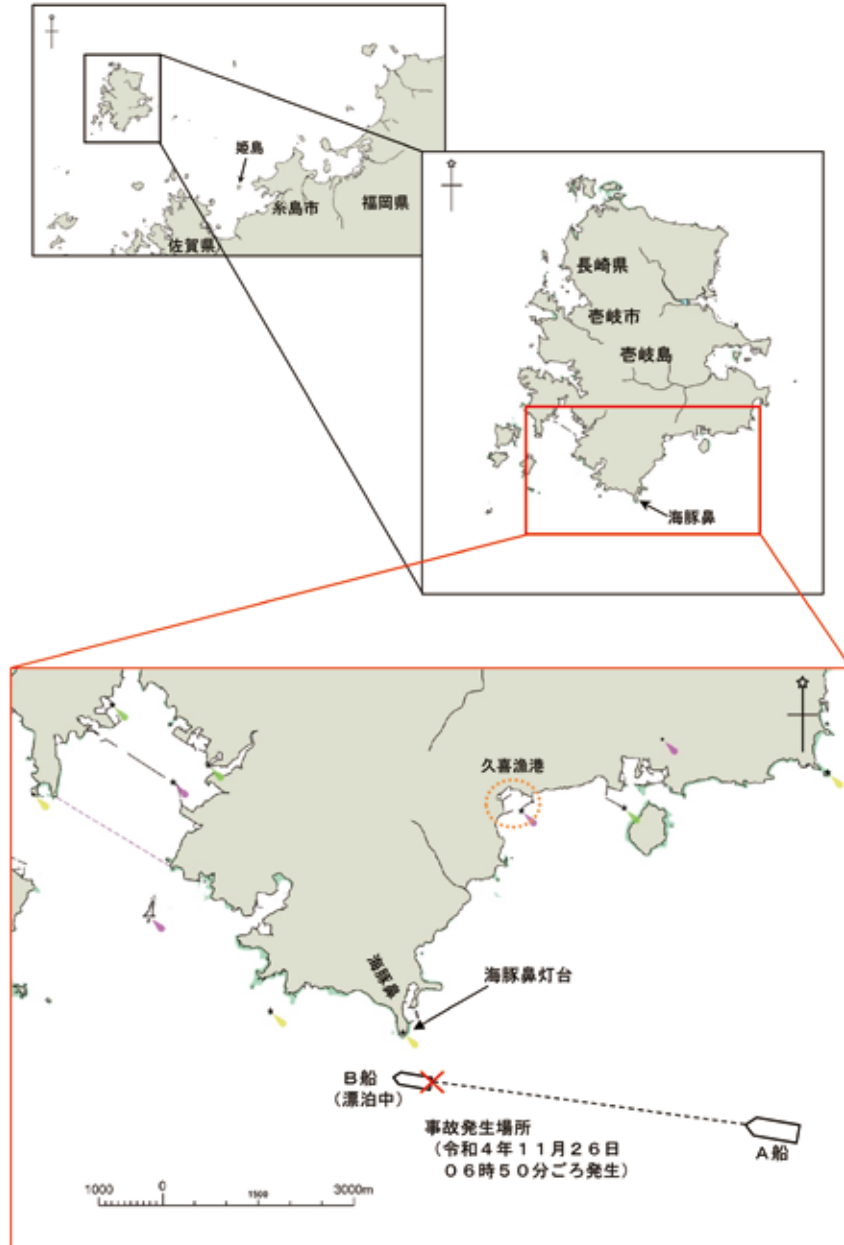 姫島
糸島市
福岡県
佐賀県
長崎県
壱岐市
壱岐島
海豚鼻
久喜漁港
海豚鼻
海豚鼻灯台
B船
（漂泊中）
事故発生場所
（令和４年１１月２６日
０６時５０分ごろ発生）
A船
1000 0 1500 3000m